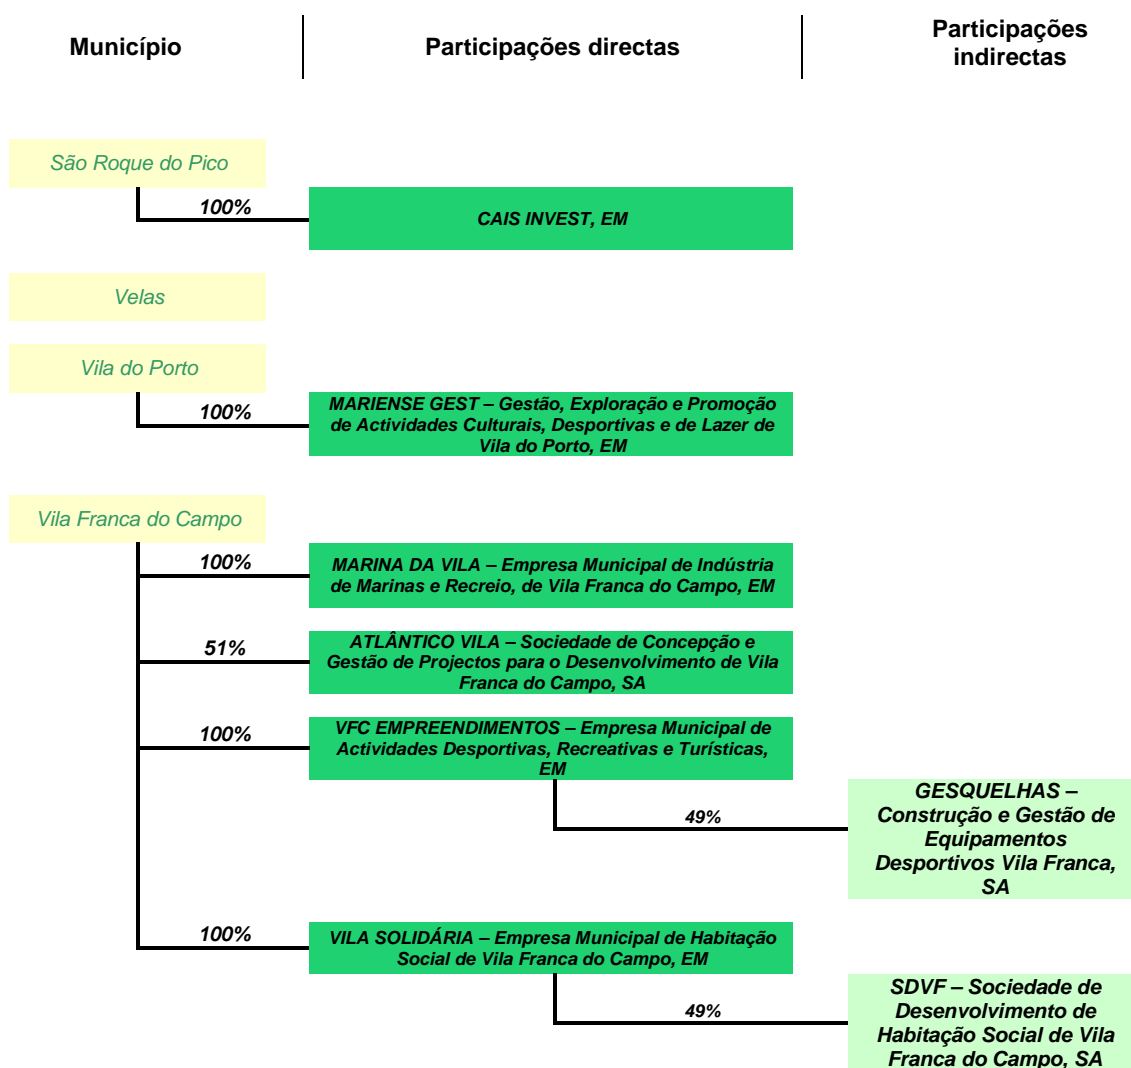 Município
Participações directas
Participações
indirectas
São Roque do Pico
100%
CAIS INVEST, EM
Velas
Vila do Porto
100%
MARIENSE GEST – Gestão, Exploração e Promoção
de Actividades Culturais, Desportivas e de Lazer de
Vila do Porto, EM
Vila Franca do Campo
100%
MARINA DA VILA – Empresa Municipal de Indústria
de Marinas e Recreio, de Vila Franca do Campo, EM
51%
ATLÂNTICO VILA – Sociedade de Concepção e
Gestão de Projectos para o Desenvolvimento de Vila
Franca do Campo, SA
100%
VFC EMPREENDIMENTOS – Empresa Municipal de
Actividades Desportivas, Recreativas e Turísticas,
EM
49%
GESQUELHAS –
Construção e Gestão de
Equipamentos
Desportivos Vila Franca,
SA
100%
VILA SOLIDÁRIA – Empresa Municipal de Habitação
Social de Vila Franca do Campo, EM
49%
SDVF – Sociedade de
Desenvolvimento de
Habitação Social de Vila
Franca do Campo, SA